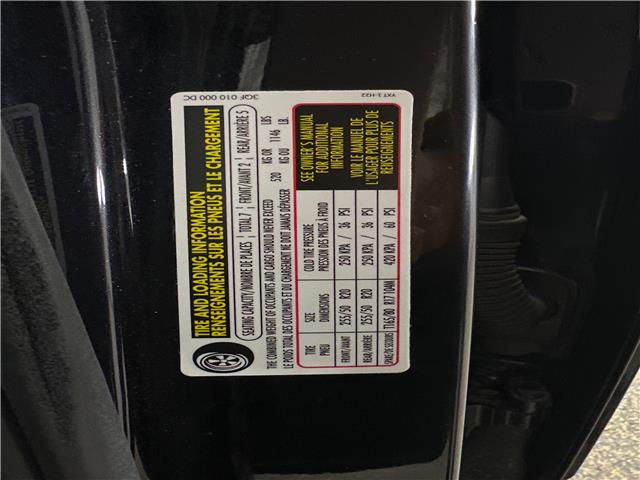 3QF 010 000 DC
YXT 1-H22
TIRE AND LOADING INFORMATION
RENSEIGNEMENTS SUR LES PNEUS ET LE CHARGEMENT
SEATING CAPACITY/NOMBRE DE PLACES | TOTAL 7 | FRONT/AVANT 2 | REAR/ARRIÈRE 5
THE COMBINED WEIGHT OF OCCUPANTS AND CARGO SHOULD NEVER EXCEED 520 KG OR 1146 LBS
LE POIDS TOTAL DES OCCUPANTS ET DU CHARGEMENT NE DOIT JAMAIS DÉPASSER KG OU LB.
TIRE SIZE COLD TIRE PRESSURE
PNEU DIMENSIONS PRESSION DES PNEUS À FROID
FRONT/AVANT 255/50 R20 250 KPA / 36 PSI
REAR/ARRIÈRE 255/50 R20 250 KPA / 36 PSI
SPARE/DE SECOURS T165/80 R17 104M 420 KPA / 60 PSI
SEE OWNER'S MANUAL
FOR ADDITIONAL
INFORMATION
VOIR LE MANUEL DE
L'USAGER POUR PLUS DE
RENSEIGNEMENTS